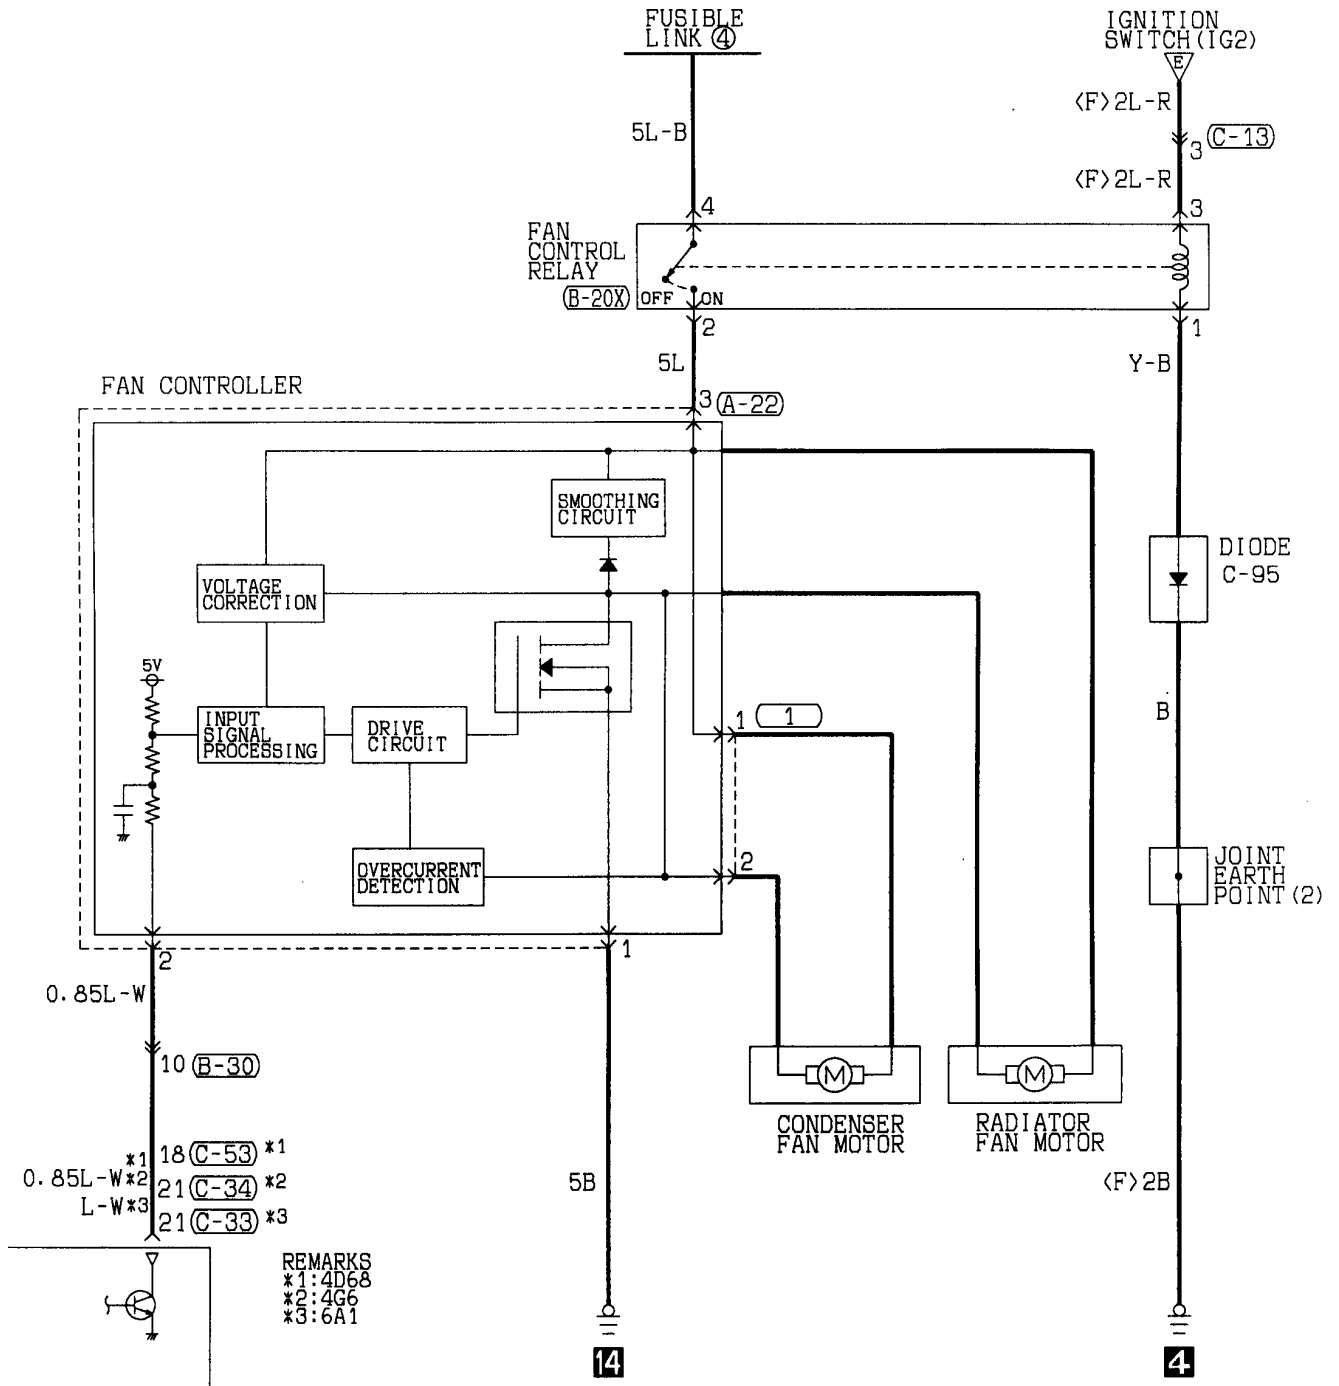 FUSIBLE
LINK ④
IGNITION
SWITCH(IG2)
E
<F>2L-R
5L-B
C-13
3
<F>2L-R
4
3
FAN
CONTROL
RELAY
B-20X
OFF
ON
2
1
5L
Y-B
FAN CONTROLLER
3
A-22
SMOOTHING
CIRCUIT
DIODE
C-95
VOLTAGE
CORRECTION
5V
INPUT
SIGNAL
PROCESSING
DRIVE
CIRCUIT
1
1
B
OVERCURRENT
DETECTION
2
JOINT
EARTH
POINT(2)
2
1
0.85L-W
10
B-30
M
M
CONDENSER
FAN MOTOR
RADIATOR
FAN MOTOR
*1
18
C-53
*1
0.85L-W*2
21
C-34
*2
L-W*3
21
C-33
*3
5B
<F>2B
REMARKS
*1:4D68
*2:4G6
*3:6A1
14
4